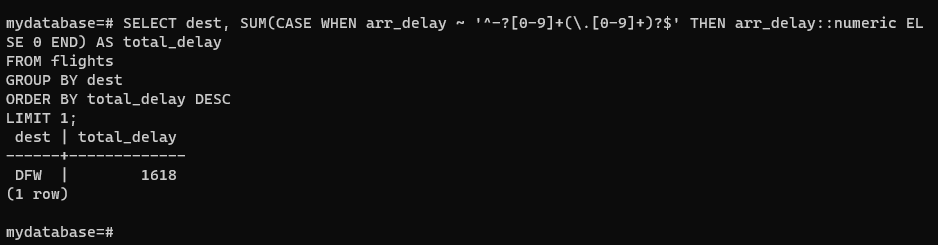 mydatabase=# SELECT dest, SUM(CASE WHEN arr_delay ~ '^-?[0-9]+(\.[0-9]+)?$' THEN arr_delay::numeric EL
SE 0 END) AS total_delay
FROM flights
GROUP BY dest
ORDER BY total_delay DESC
LIMIT 1;
 dest | total_delay
------+-------------
 DFW  |        1618
(1 row)

mydatabase=#